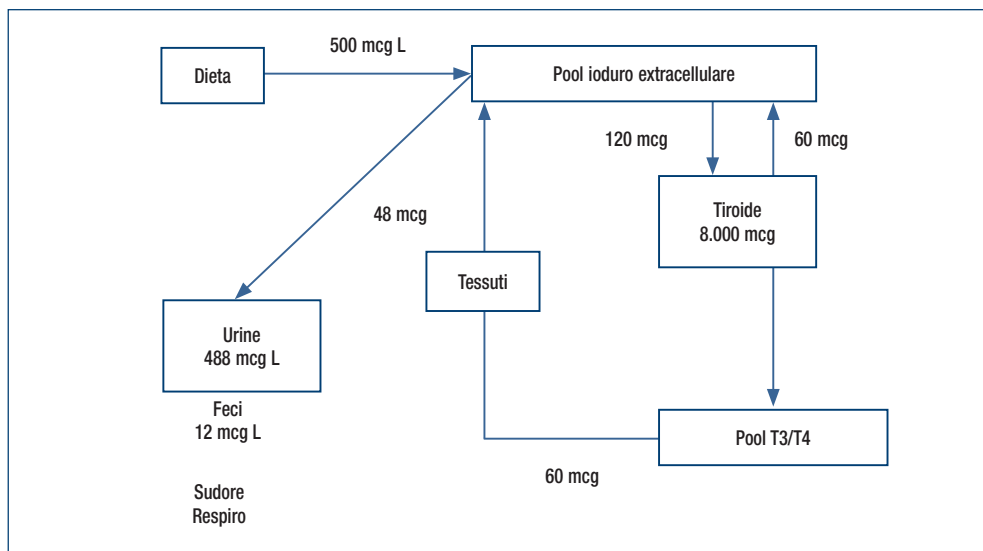 500 mcg L
Dieta
Pool ioduro extracellulare
120 mcg
60 mcg
48 mcg
Tiroide
8.000 mcg
Tessuti
Urine
488 mcg L
Feci
12 mcg L
Pool T3/T4
60 mcg
Sudore
Respiro